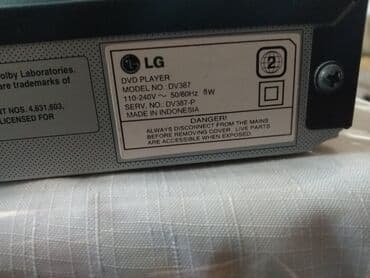 olby Laboratories.
are trademarks of
NT NOS. 4,631,603,
LICENSED FOR
LG
DVD PLAYER
MODEL NO. DV387
110-240V ~ 50/60Hz 8W
SERV. NO.: DV387-P
MADE IN INDONESIA
2
DANGER!
ALWAYS DISCONNECT FROM THE MAINS
BEFORE REMOVING COVER. LIVE PARTS
ARE ACCESSIBLE WHEN EXPOSED.